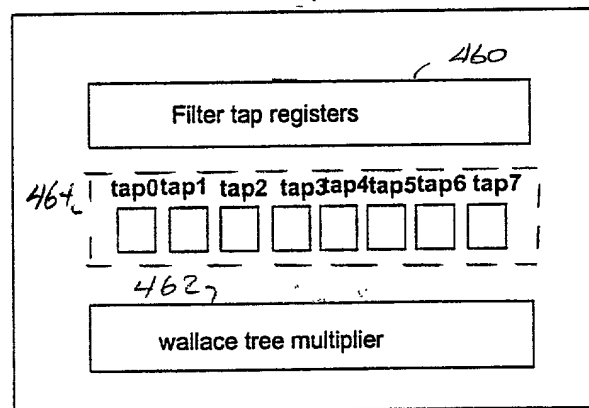 460
Filter tap registers
464
tap0tap1 tap2 tap3tap4tap5tap6 tap7
462
wallace tree multiplier